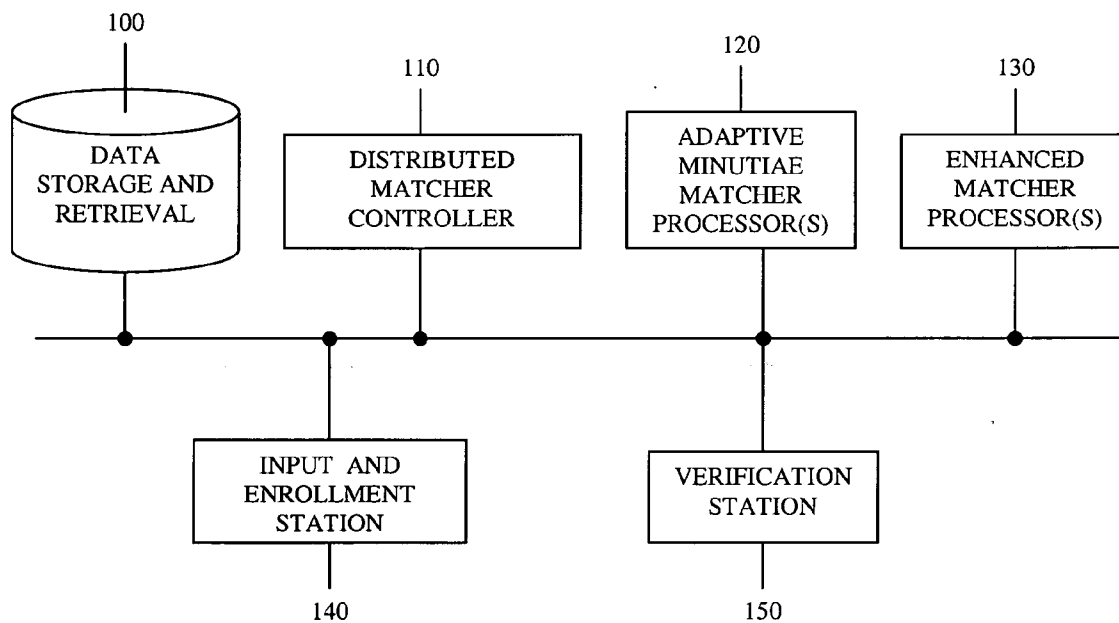 100
110
120
130
DATA
STORAGE AND
RETRIEVAL
DISTRIBUTED
MATCHER
CONTROLLER
ADAPTIVE
MINUTIAE
MATCHER
PROCESSOR(S)
ENHANCED
MATCHER
PROCESSOR(S)
INPUT AND
ENROLLMENT
STATION
VERIFICATION
STATION
140
150